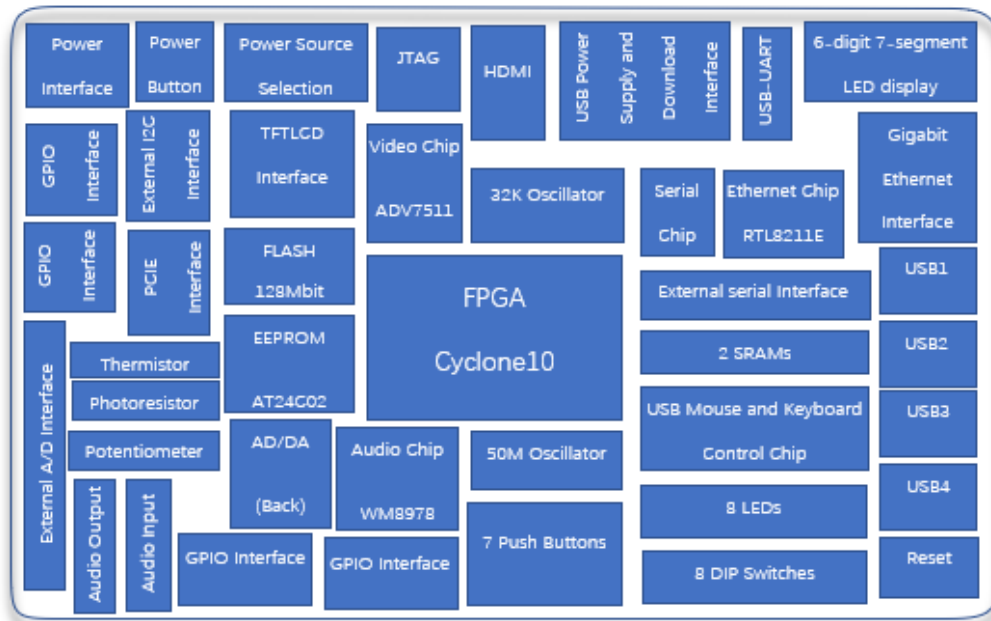 Power
Interface
Power
Button
Power Source
Selection
JTAG
HDMI
USB Power
Supply and
Download
Interface
USB-UART
6-digit 7-segment
LED display
GPIO
Interface
External I2C
Interface
TFTLCD
Interface
Video Chip
ADV7511
32K Oscillator
Serial
Chip
Ethernet Chip
RTL8211E
Gigabit
Ethernet
Interface
GPIO
Interface
PCIE
Interface
FLASH
128Mbit
FPGA
Cyclone10
External serial Interface
USB1
External A/D Interface
Thermistor
EEPROM
AT24C02
2 SRAMs
USB2
Photoresistor
USB Mouse and Keyboard
Control Chip
USB3
Potentiometer
AD/DA
(Back)
Audio Chip
WM8978
50M Oscillator
USB4
Audio Output
Audio Input
8 LEDs
7 Push Buttons
GPIO Interface
GPIO Interface
8 DIP Switches
Reset